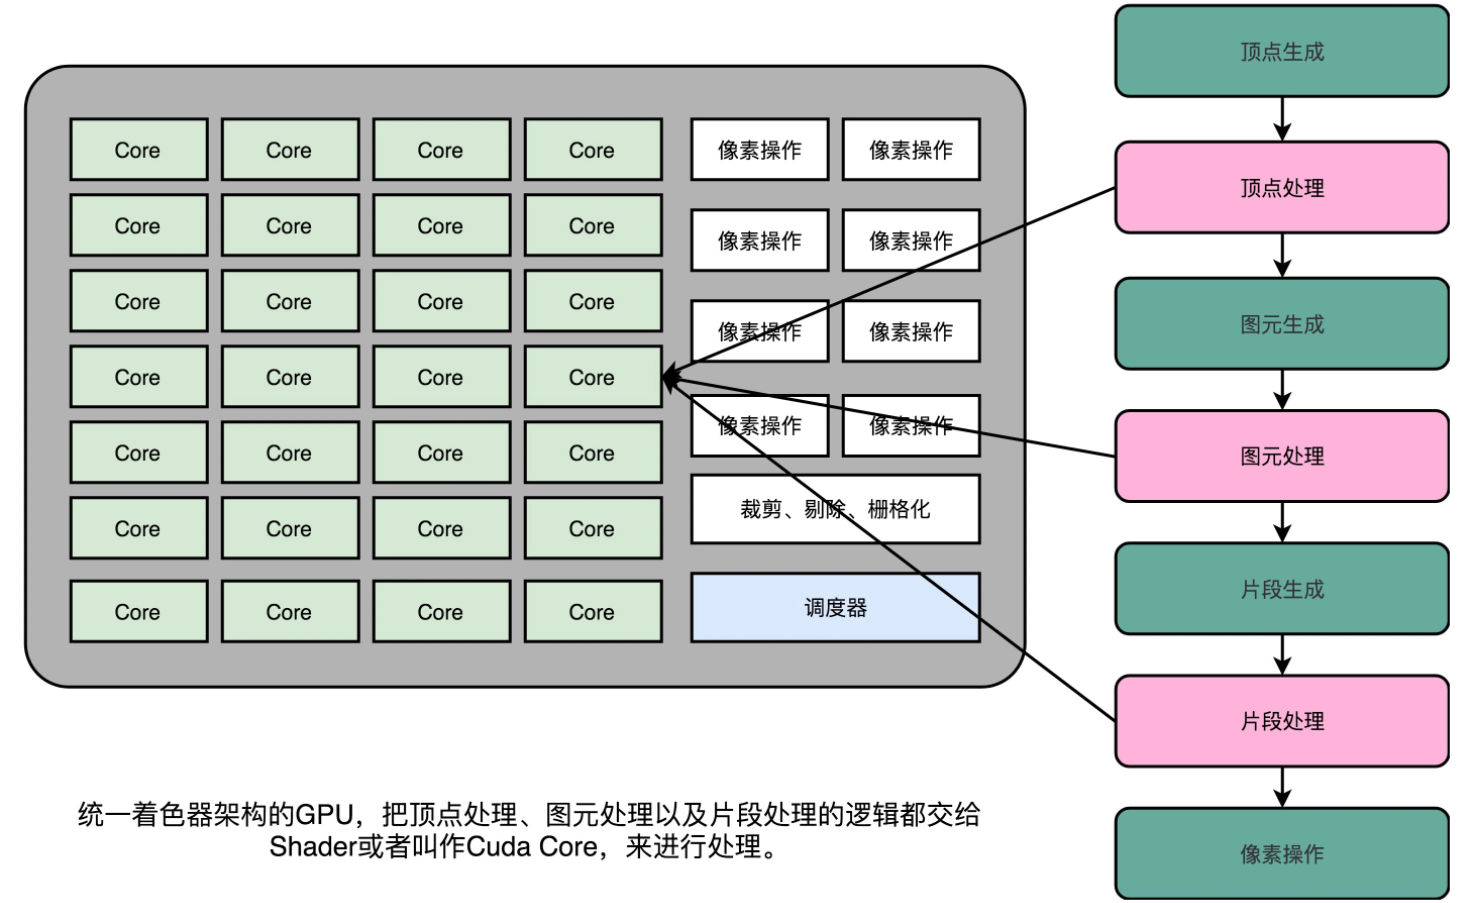 顶点生成
Core Core Core Core 像素操作 像素操作
顶点处理
Core Core Core Core 像素操作 像素操作
Core Core Core Core 像素操作 像素操作
图元生成
Core Core Core Core
Core Core Core Core 像素操作 像素操作
图元处理
Core Core Core Core 裁剪、剔除、栅格化
片段生成
Core Core Core Core 调度器
片段处理
统一着色器架构的GPU，把顶点处理、图元处理以及片段处理的逻辑都交给
Shader或者叫作Cuda Core，来进行处理。
像素操作